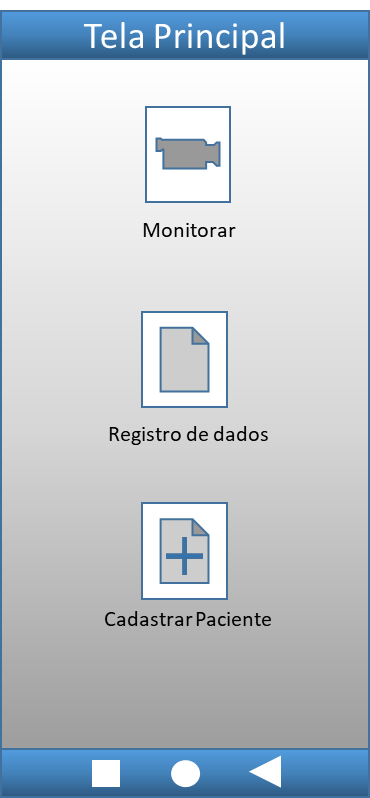 Tela Principal
Monitorar
Registro de dados
Cadastrar Paciente